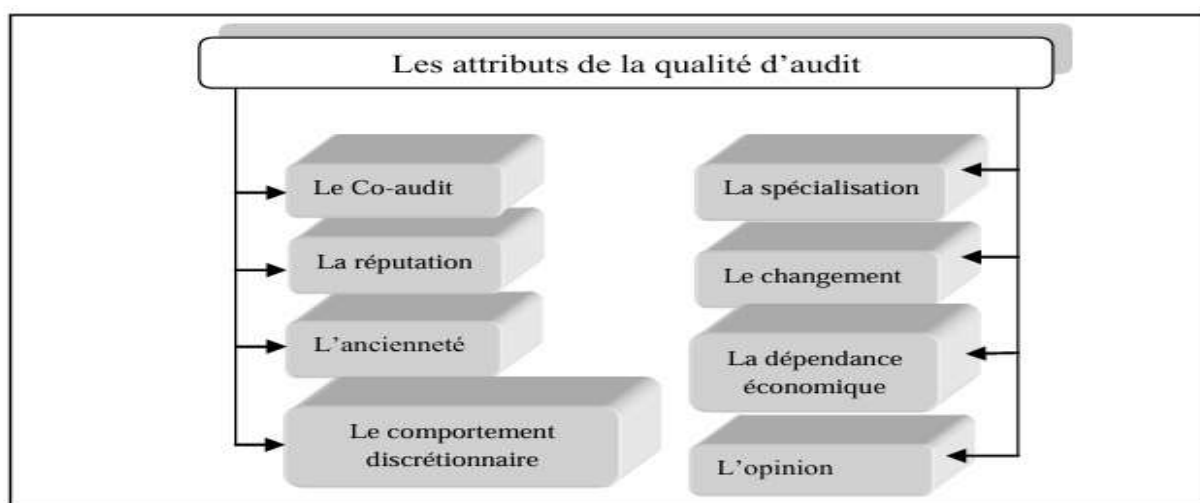 Les attributs de la qualité d’audit
Le Co-audit
La réputation
L’ancienneté
Le comportement
discrétionnaire
La spécialisation
Le changement
La dépendance
économique
L’opinion